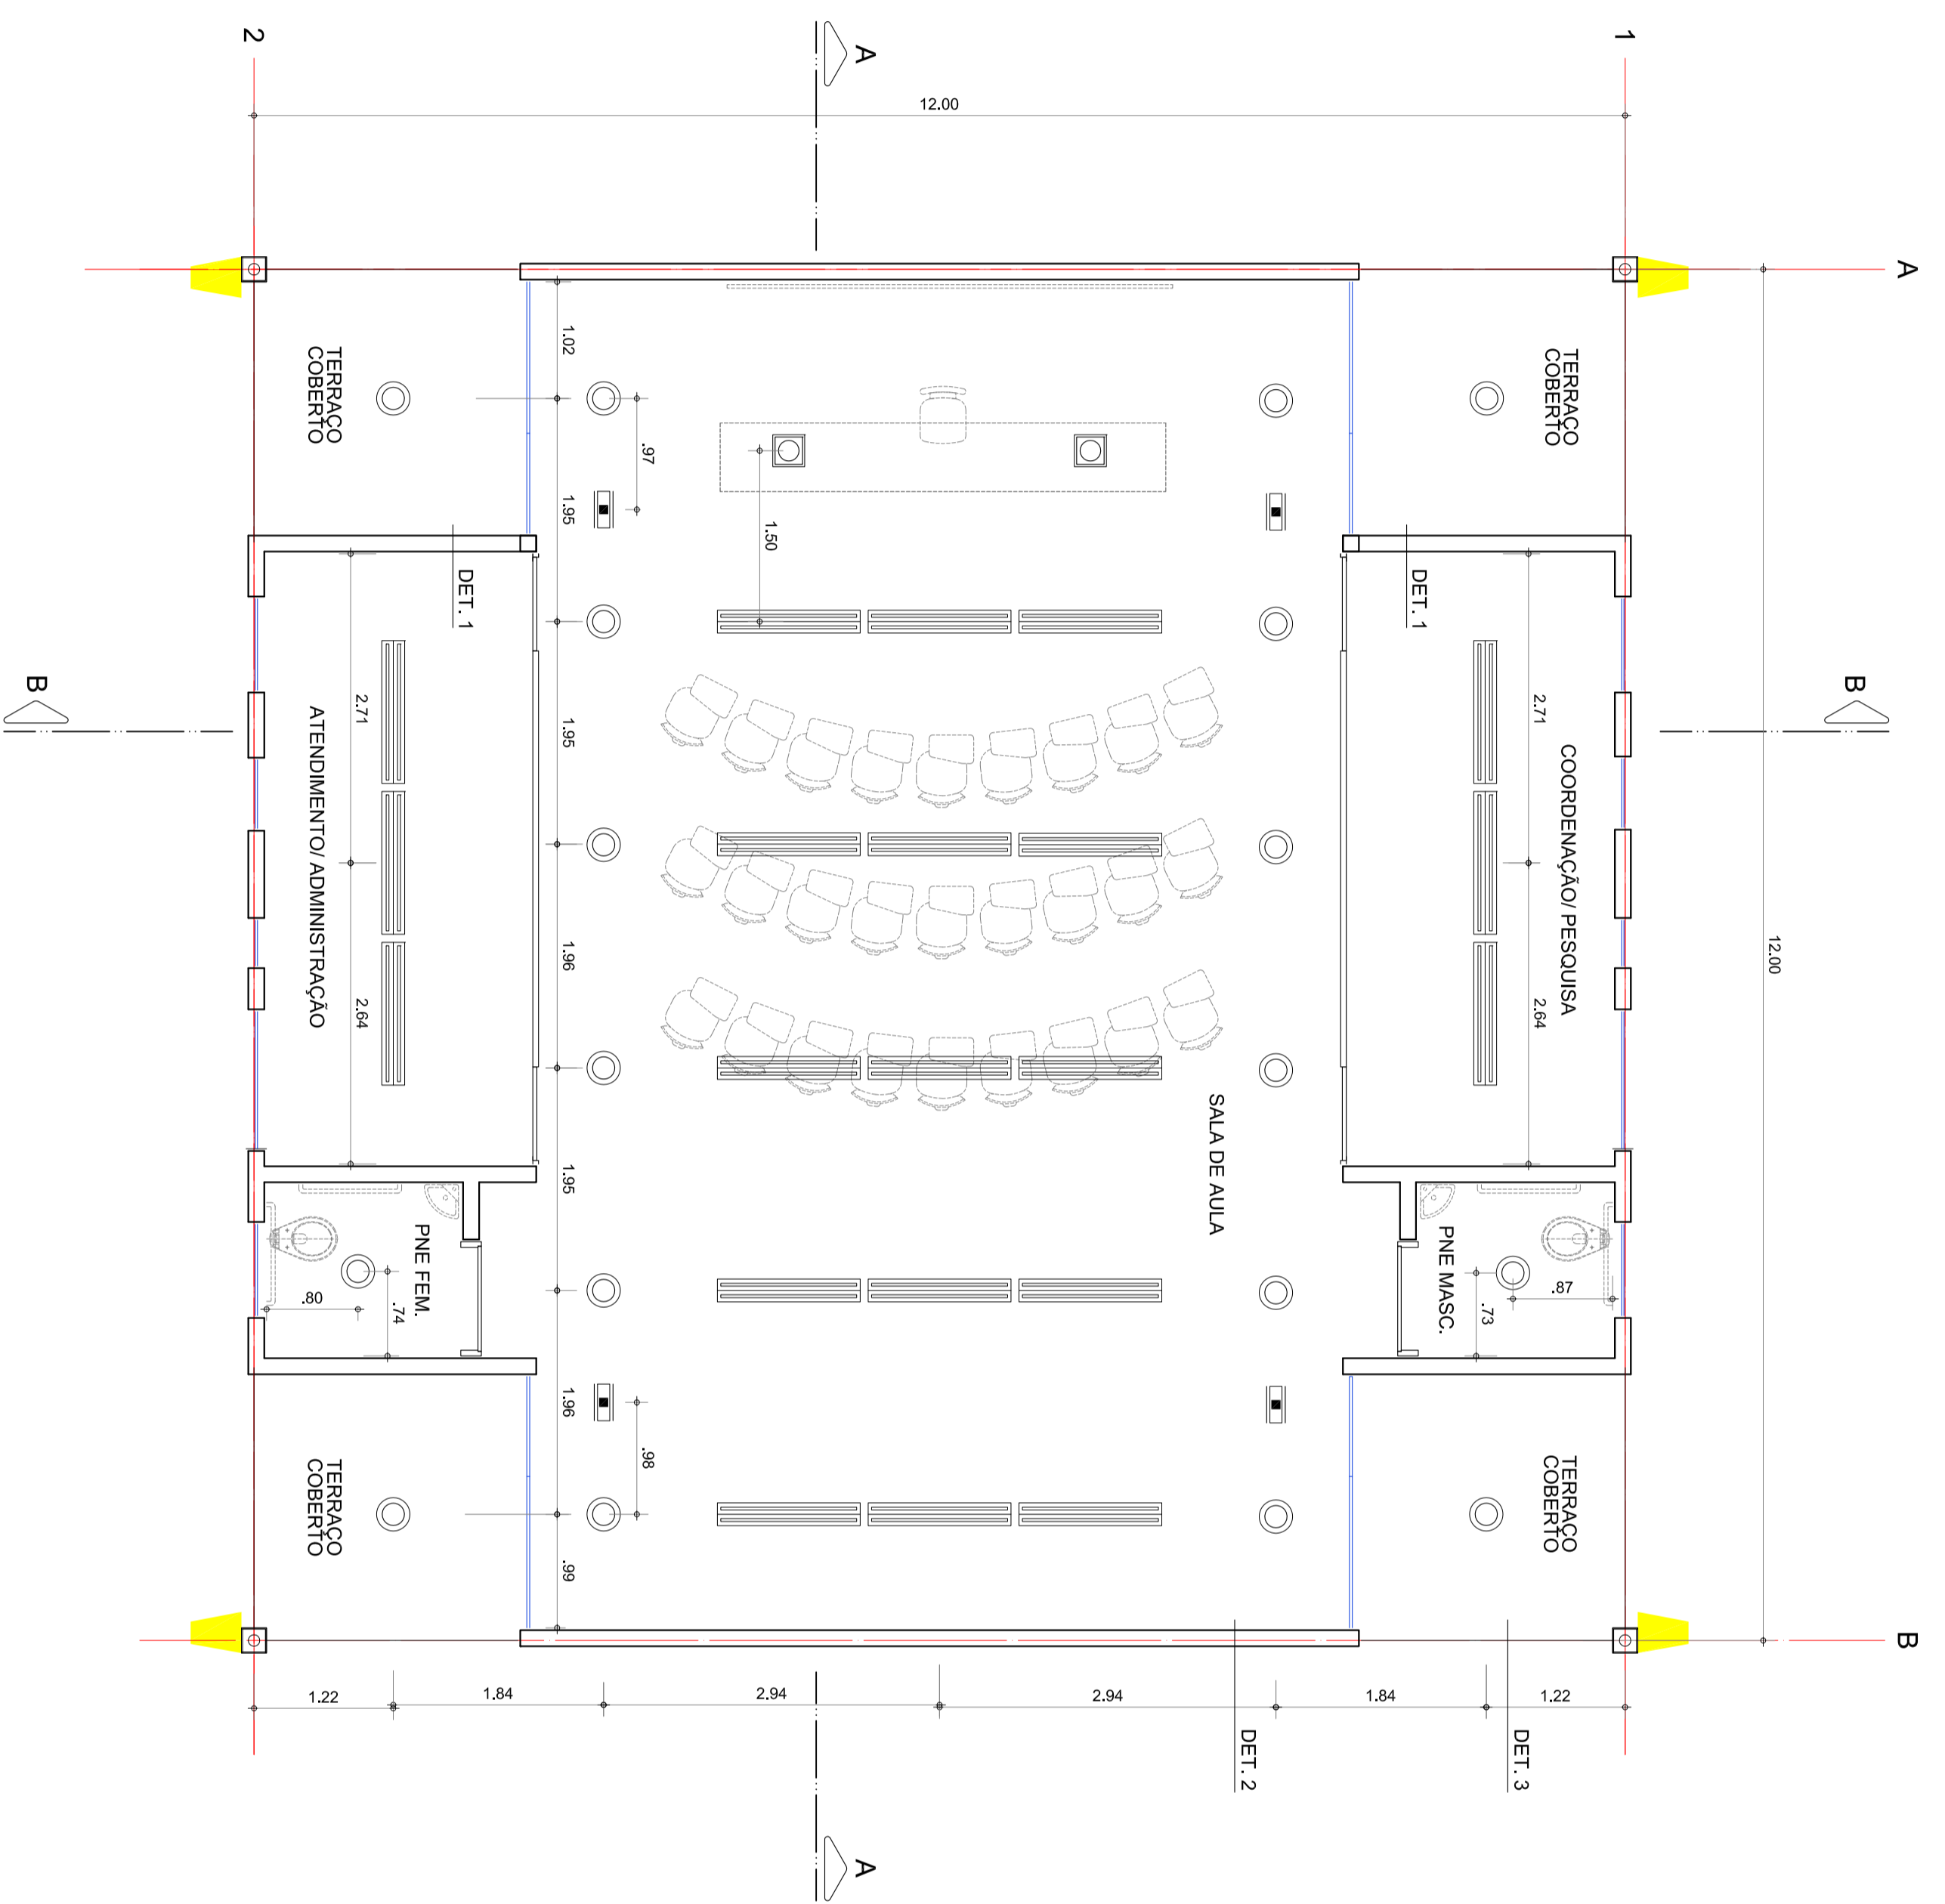 2
A
1
12.00
A
TERRAÇO
COBERTO
1.02
.97
1.95
1.50
TERRAÇO
COBERTO
DET. 1
DET. 1
B
2.71
ATENDIMENTO/ ADMINISTRAÇÃO
2.64
1.95
1.96
2.71
COORDENAÇÃO/ PESQUISA
2.64
B
12.00
SALA DE AULA
1.95
PNE FEM.
.80
.74
PNE MASC.
.87
.73
1.96
.98
.99
TERRAÇO
COBERTO
TERRAÇO
COBERTO
B
1.22
1.84
2.94
2.94
1.84
1.22
DET. 2
DET. 3
A